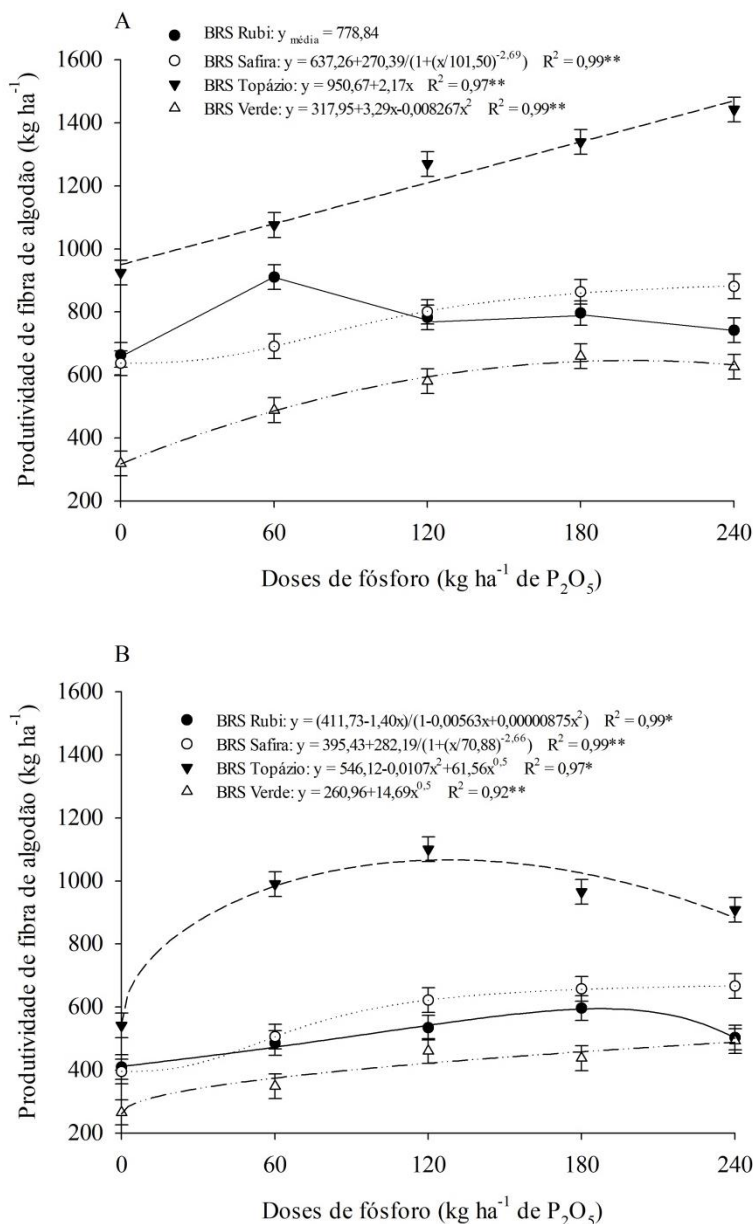 A
BRS Rubi: y média = 778,84
BRS Safira: y = 637,26+270,39/(1+(x/101,50)^-2,69) R² = 0,99**
BRS Topázio: y = 950,67+2,17x R² = 0,97**
BRS Verde: y = 317,95+3,29x-0,008267x² R² = 0,99**
Produtividade de fibra de algodão (kg ha⁻¹)
1600
1400
1200
1000
800
600
400
200
0 60 120 180 240
Doses de fósforo (kg ha⁻¹ de P₂O₅)
B
BRS Rubi: y = (411,73-1,40x)/(1-0,00563x+0,00000875x²) R² = 0,99*
BRS Safira: y = 395,43+282,19/(1+(x/70,88)^-2,66) R² = 0,99**
BRS Topázio: y = 546,12-0,0107x²+61,56x^0,5 R² = 0,97*
BRS Verde: y = 260,96+14,69x^0,5 R² = 0,92**
Produtividade de fibra de algodão (kg ha⁻¹)
1600
1400
1200
1000
800
600
400
200
0 60 120 180 240
Doses de fósforo (kg ha⁻¹ de P₂O₅)